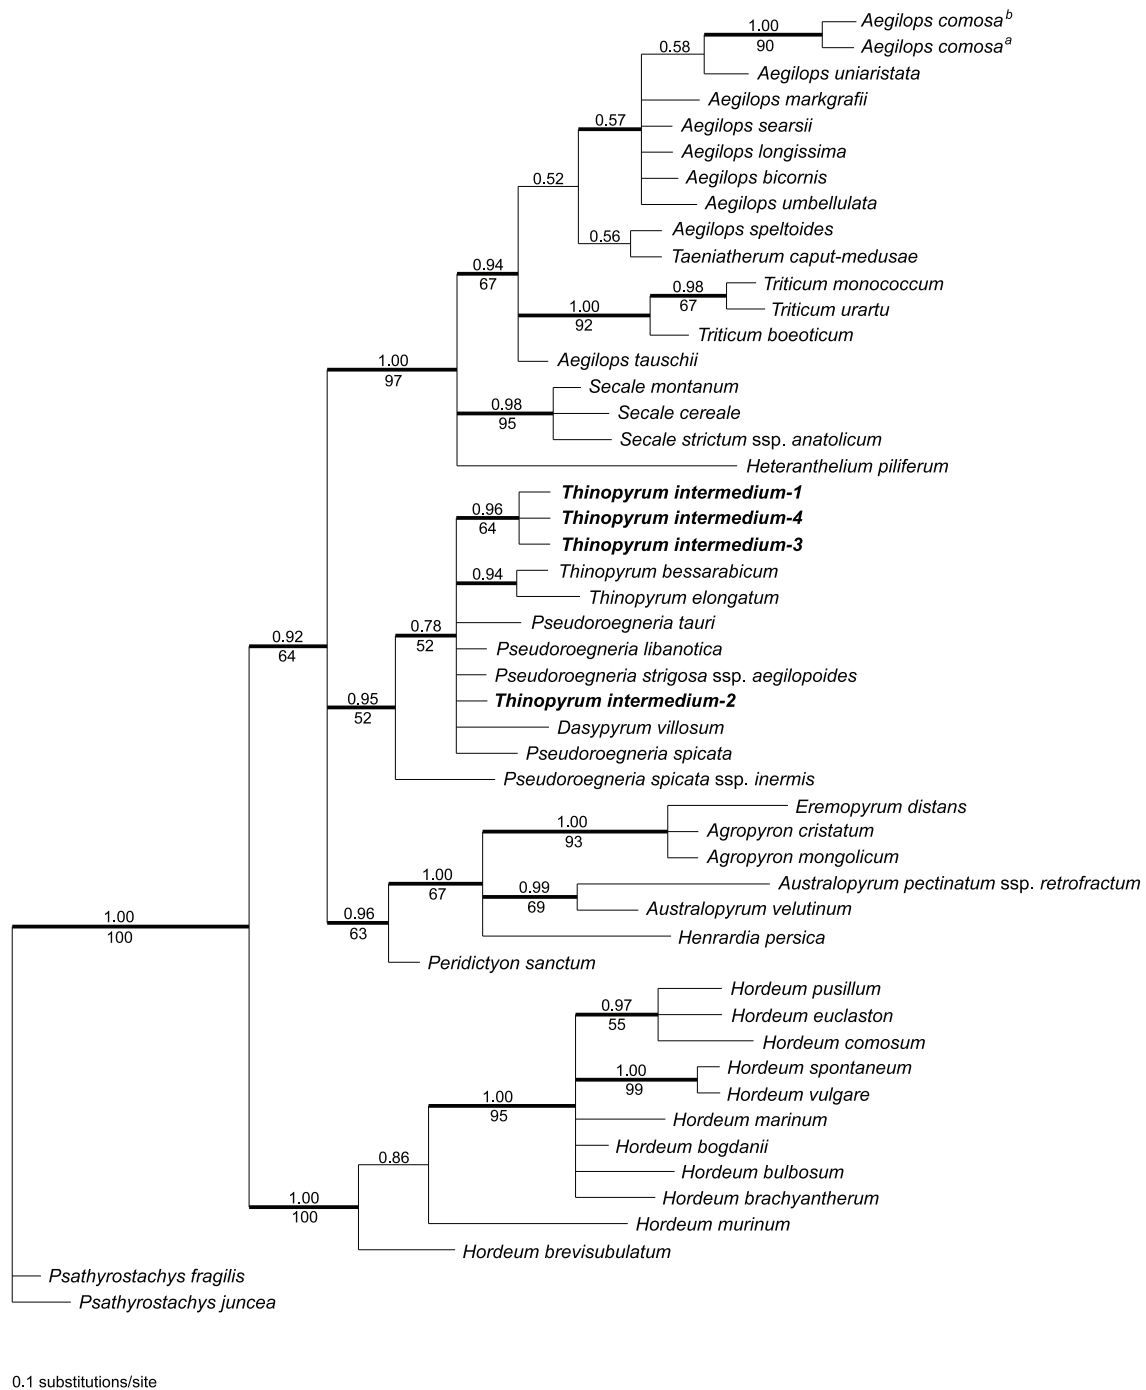 Aegilops comosa b
1.00
90
Aegilops comosa a
0.58
Aegilops uniaristata
Aegilops markgrafii
0.57
Aegilops searsii
Aegilops longissima
0.52
Aegilops bicornis
Aegilops umbellulata
Aegilops speltoides
0.56
Taeniatherum caput-medusae
0.94
67
Triticum monococcum
0.98
67
Triticum urartu
1.00
92
Triticum boeoticum
Aegilops tauschii
1.00
97
Secale montanum
0.98
95
Secale cereale
Secale strictum ssp. anatolicum
Heteranthelium piliferum
Thinopyrum intermedium-1
0.96
64
Thinopyrum intermedium-4
Thinopyrum intermedium-3
Thinopyrum bessarabicum
0.94
Thinopyrum elongatum
Pseudoroegneria tauri
0.78
52
Pseudoroegneria libanotica
0.92
64
Pseudoroegneria strigosa ssp. aegilopoides
Thinopyrum intermedium-2
0.95
52
Dasypyrum villosum
Pseudoroegneria spicata
Pseudoroegneria spicata ssp. inermis
Eremopyrum distans
1.00
93
Agropyron cristatum
Agropyron mongolicum
1.00
67
Australopyrum pectinatum ssp. retrofractum
0.99
69
Australopyrum velutinum
0.96
63
Henrardia persica
1.00
100
Peridictyon sanctum
Hordeum pusillum
0.97
55
Hordeum euclaston
Hordeum comosum
Hordeum spontaneum
1.00
99
Hordeum vulgare
1.00
95
Hordeum marinum
Hordeum bogdanii
0.86
Hordeum bulbosum
Hordeum brachyantherum
1.00
100
Hordeum murinum
Hordeum brevisubulatum
Psathyrostachys fragilis
Psathyrostachys juncea
0.1 substitutions/site